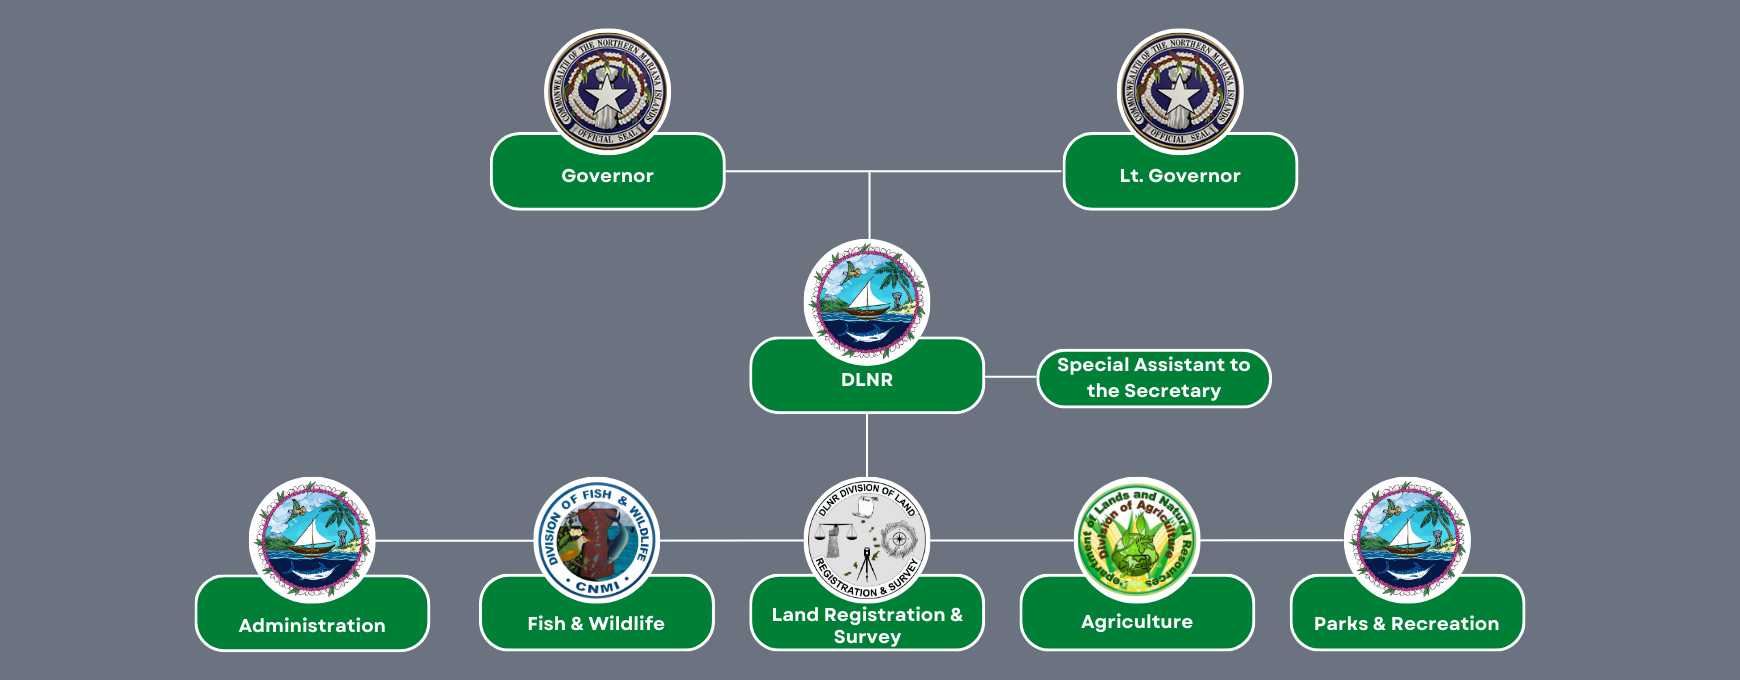 COMMONWEALTH OF THE NORTHERN MARIANA ISLANDS
OFFICIAL SEAL
Governor
COMMONWEALTH OF THE NORTHERN MARIANA ISLANDS
OFFICIAL SEAL
Lt. Governor
DLNR
Special Assistant to
the Secretary
Administration
DIVISION OF FISH & WILDLIFE
• CNMI •
Fish & Wildlife
DLNR DIVISION OF LAND
REGISTRATION & SURVEY
Land Registration &
Survey
Department of Lands and Natural Resources
Division of Agriculture
Agriculture
Parks & Recreation